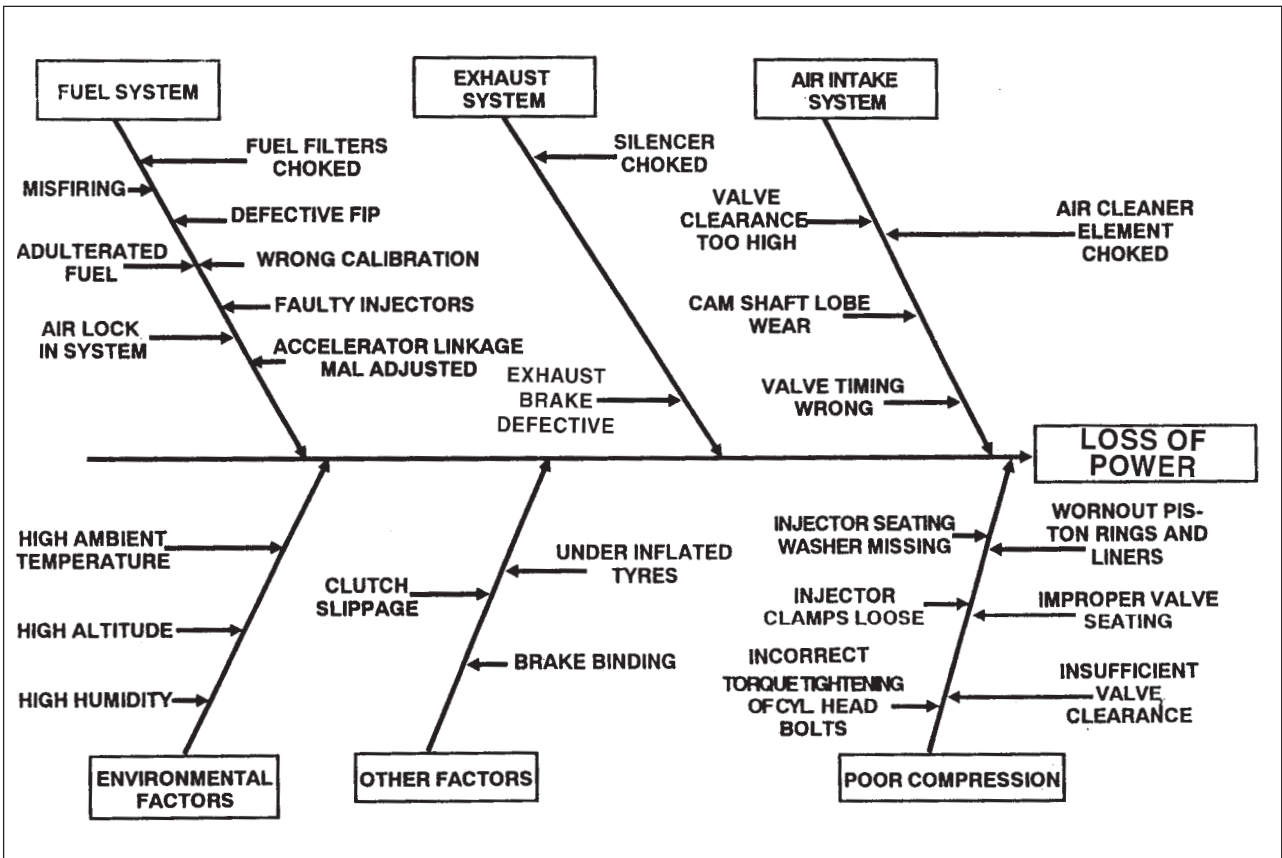 FUEL SYSTEM
EXHAUST
SYSTEM
AIR INTAKE
SYSTEM
FUEL FILTERS
CHOKED
MISFIRING
DEFECTIVE FIP
ADULTERATED
FUEL
WRONG CALIBRATION
FAULTY INJECTORS
AIR LOCK
IN SYSTEM
ACCELERATOR LINKAGE
MAL ADJUSTED
SILENCER
CHOKED
EXHAUST
BRAKE
DEFECTIVE
VALVE
CLEARANCE
TOO HIGH
AIR CLEANER
ELEMENT
CHOKED
CAM SHAFT LOBE
WEAR
VALVE TIMING
WRONG
LOSS OF
POWER
HIGH AMBIENT
TEMPERATURE
HIGH ALTITUDE
HIGH HUMIDITY
ENVIRONMENTAL
FACTORS
UNDER INFLATED
TYRES
CLUTCH
SLIPPAGE
BRAKE BINDING
OTHER FACTORS
INJECTOR SEATING
WASHER MISSING
WORNOUT PIS-
TON RINGS AND
LINERS
INJECTOR
CLAMPS LOOSE
IMPROPER VALVE
SEATING
INCORRECT
TORQUE TIGHTENING
OF CYL. HEAD
BOLTS
INSUFFICIENT
VALVE
CLEARANCE
POOR COMPRESSION